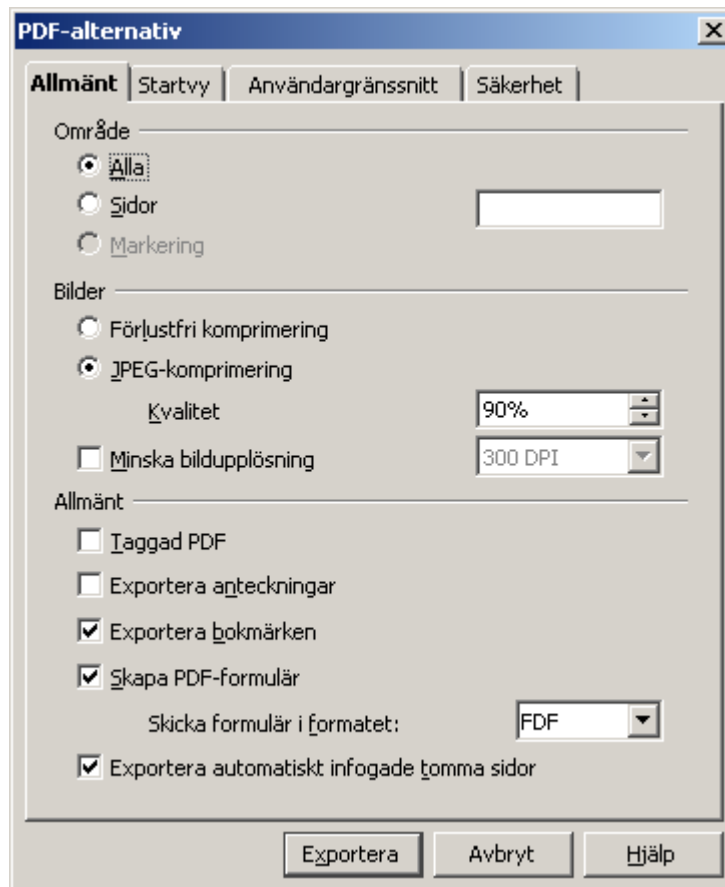 PDF-alternativ
Allmänt Startvy Användargränssnitt Säkerhet
Område
Alla
Sidor
Markering
Bilder
Förlustfri komprimering
JPEG-komprimering
Kvalitet 90%
Minska bildupplösning 300 DPI
Allmänt
Taggad PDF
Exportera anteckningar
Exportera bokmärken
Skapa PDF-formulär
Skicka formulär i formatet: FDF
Exportera automatiskt infogade tomma sidor
Exportera Avbryt Hjälp